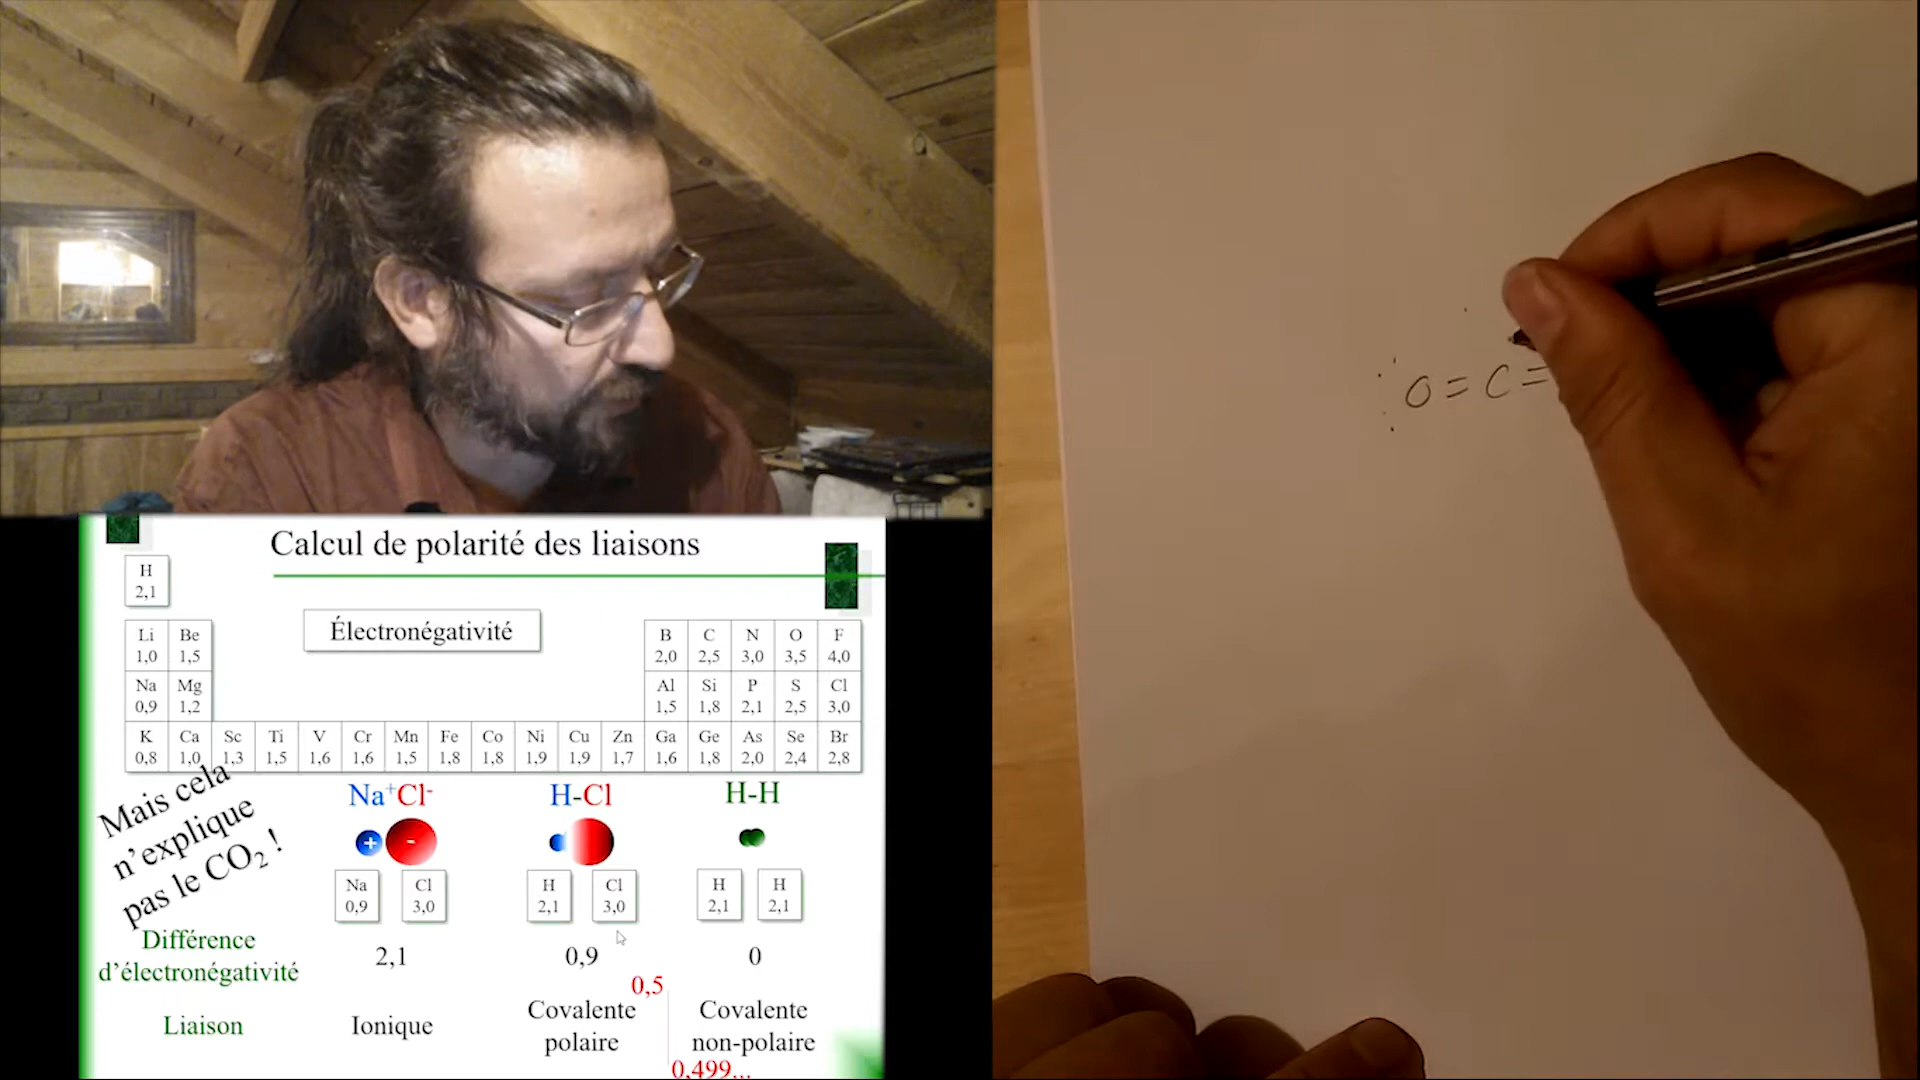 Calcul de polarité des liaisons
H
2,1
Électronégativité
Li Be B C N O F
1,0 1,5 2,0 2,5 3,0 3,5 4,0
Na Mg Al Si P S Cl
0,9 1,2 1,5 1,8 2,1 2,5 3,0
K Ca Sc Ti V Cr Mn Fe Co Ni Cu Zn Ga Ge As Se Br
0,8 1,0 1,3 1,5 1,6 1,6 1,5 1,8 1,8 1,9 1,9 1,7 1,6 1,8 2,0 2,4 2,8
Mais cela
n'explique
pas le CO₂ !
Na⁺Cl⁻ H-Cl H-H
+ -
Na Cl H Cl H H
0,9 3,0 2,1 3,0 2,1 2,1
Différence
d'électronégativité
2,1 0,9 0
0,5
Liaison
Ionique
Covalente
polaire
Covalente
non-polaire
0,499...
O = C =